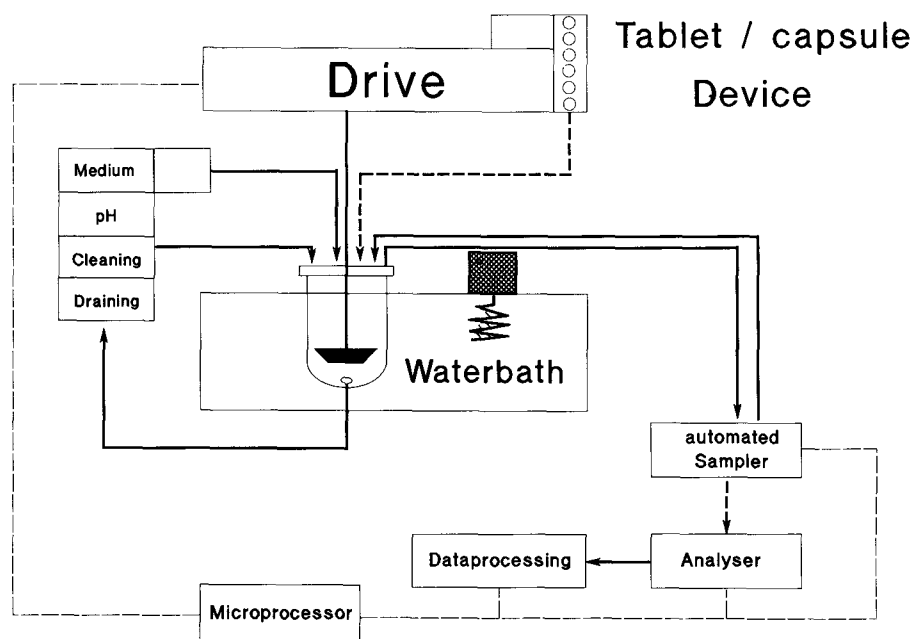 Tablet / capsule
Device
Drive
Medium
pH
Cleaning
Draining
Waterbath
automated
Sampler
Dataprocessing
Analyser
Microprocessor